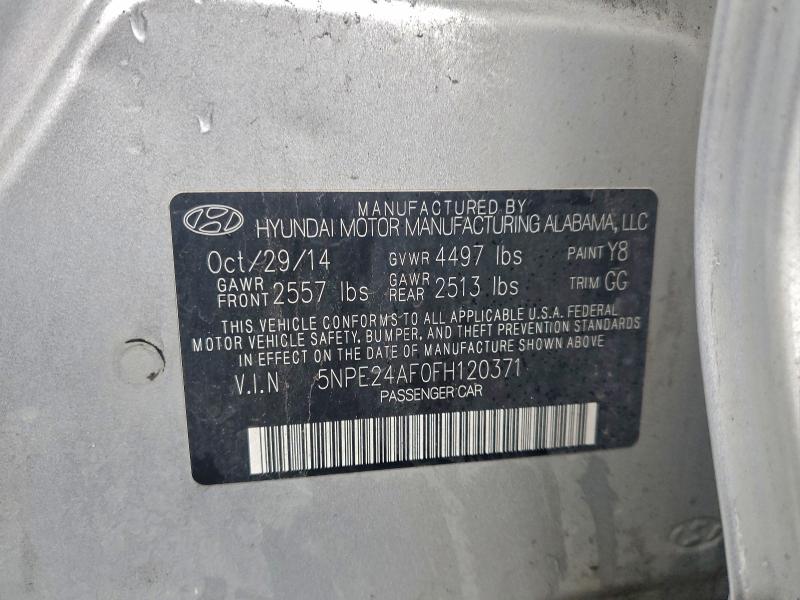 MANUFACTURED BY
HYUNDAI MOTOR MANUFACTURING ALABAMA, LLC
Oct/29/14 GVWR 4497 lbs PAINT Y8
GAWR FRONT 2557 lbs GAWR REAR 2513 lbs TRIM GG
THIS VEHICLE CONFORMS TO ALL APPLICABLE U.S.A. FEDERAL
MOTOR VEHICLE SAFETY, BUMPER, AND THEFT PREVENTION STANDARDS
IN EFFECT ON THE DATE OF MANUFACTURE SHOWN ABOVE
V.I.N 5NPE24AF0FH120371
PASSENGER CAR